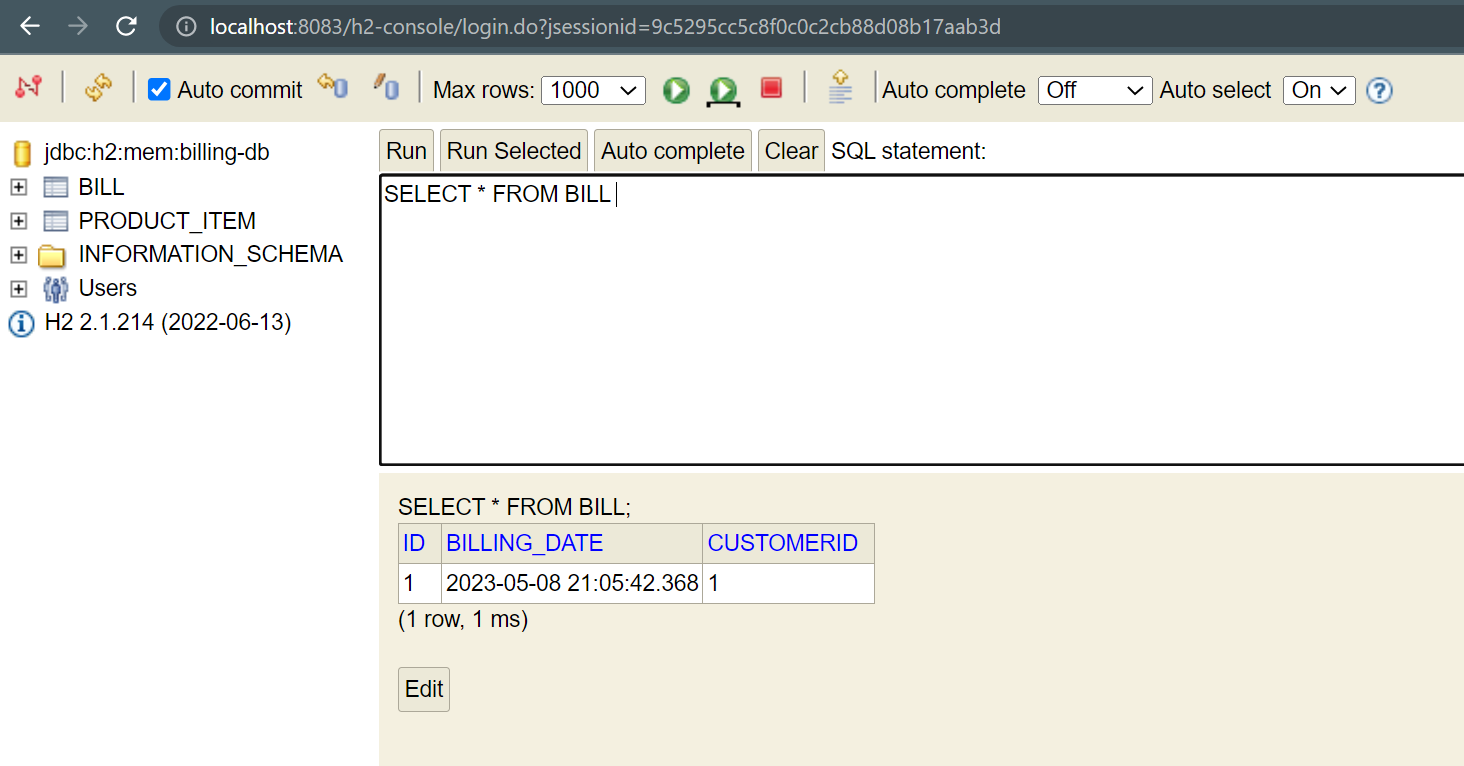 localhost:8083/h2-console/login.do?jsessionid=9c5295cc5c8f0c0c2cb88d08b17aab3d
Auto commit Max rows: 1000 Auto complete Off Auto select On ?
jdbc:h2:mem:billing-db
BILL
PRODUCT_ITEM
INFORMATION_SCHEMA
Users
H2 2.1.214 (2022-06-13)
Run Run Selected Auto complete Clear SQL statement:
SELECT * FROM BILL
SELECT * FROM BILL;
ID BILLING_DATE CUSTOMERID
1 2023-05-08 21:05:42.368 1
(1 row, 1 ms)
Edit